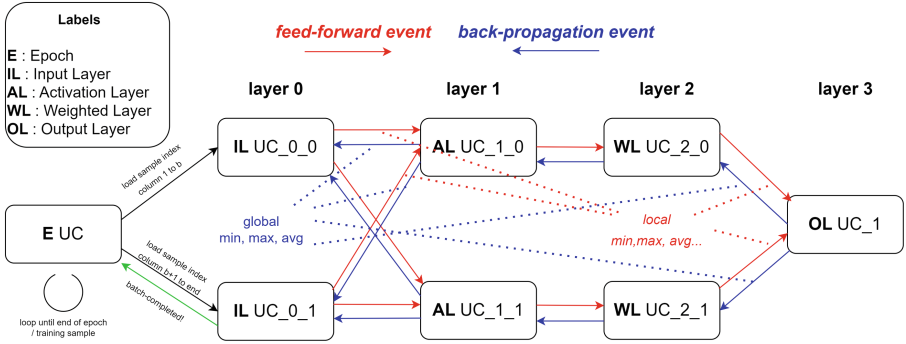 Labels
E : Epoch
IL : Input Layer
AL : Activation Layer
WL : Weighted Layer
OL : Output Layer
feed-forward event
back-propagation event
layer 0
layer 1
layer 2
layer 3
load sample index
column 1 to b
IL UC_0_0
AL UC_1_0
WL UC_2_0
E UC
global
min, max, avg
local
min,max, avg...
OL UC_1
load sample index
column b+1 to end
batch-completed!
IL UC_0_1
AL UC_1_1
WL UC_2_1
loop until end of epoch
/ training sample